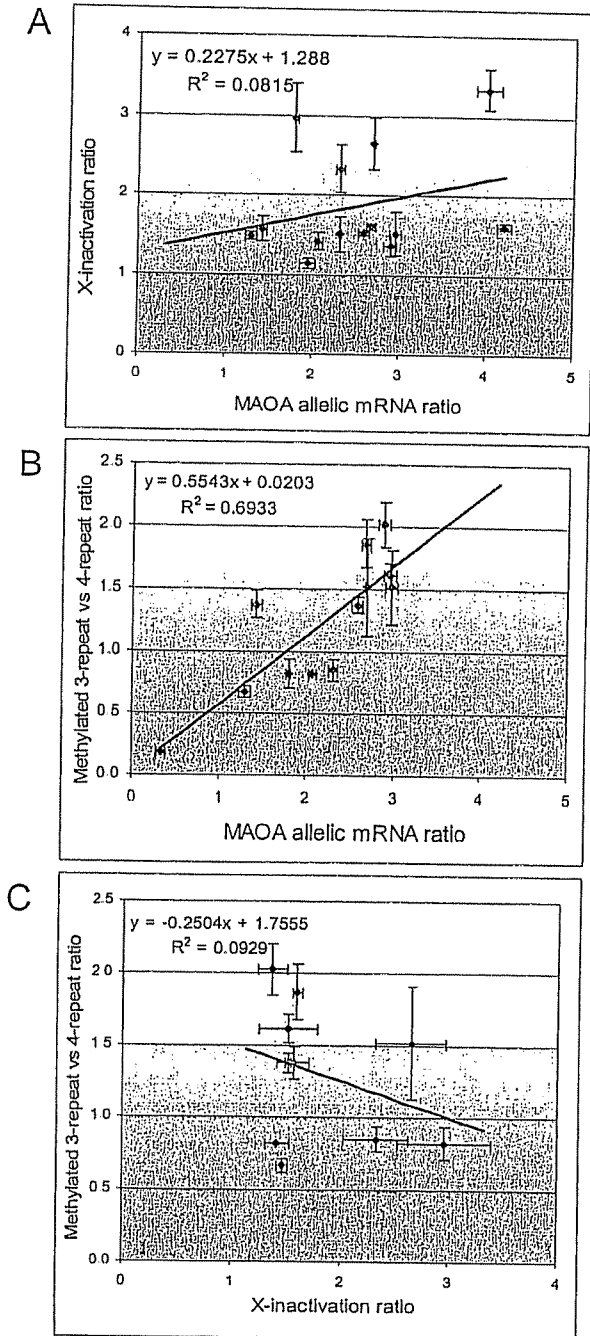 A
y = 0.2275x + 1.288
R² = 0.0815
X-inactivation ratio
4
3
2
1
0
0 1 2 3 4 5
MAOA allelic mRNA ratio
B
y = 0.5543x + 0.0203
R² = 0.6933
Methylated 3-repeat vs 4-repeat ratio
2.5
2.0
1.5
1.0
0.5
0.0
0 1 2 3 4 5
MAOA allelic mRNA ratio
C
y = -0.2504x + 1.7555
R² = 0.0929
Methylated 3-repeat vs 4-repeat ratio
2.5
2.0
1.5
1.0
0.5
0.0
0 1 2 3 4
X-inactivation ratio